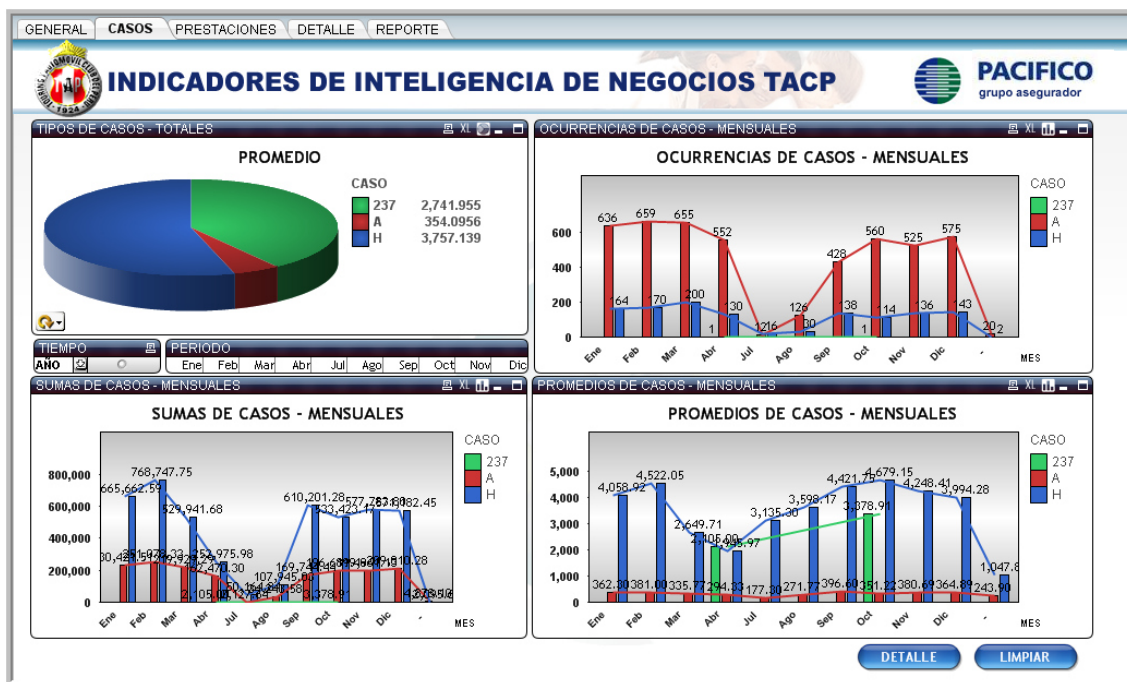 GENERAL CASOS PRESTACIONES DETALLE REPORTE
INDICADORES DE INTELIGENCIA DE NEGOCIOS TACP
PACIFICO
grupo asegurador
TIPOS DE CASOS - TOTALES XL
PROMEDIO
CASO
237 2,741.955
A 354.0956
H 3,757.139
OCURRENCIAS DE CASOS - MENSUALES XL
OCURRENCIAS DE CASOS - MENSUALES
CASO
237
A
H
600
400
200
0
636 659 655 552 126 428 560 525 575 20 2
164 170 200 1 130 1216 30 138 1 114 136 143
Ene Feb Mar Abr Jul Ago Sep Oct Nov Dic -
MES
TIEMPO
AÑO
PERIODO
Ene Feb Mar Abr Jul Ago Sep Oct Nov Dic
SUMAS DE CASOS - MENSUALES XL
SUMAS DE CASOS - MENSUALES
CASO
237
A
H
800,000
600,000
400,000
200,000
0
665,662.59 768,747.75 529,941.68 252,975.98 610,201.28
Ene Feb Mar Abr Jul Ago Sep Oct Nov Dic -
MES
PROMEDIOS DE CASOS - MENSUALES XL
PROMEDIOS DE CASOS - MENSUALES
CASO
237
A
H
5,000
4,000
3,000
2,000
1,000
0
4,058.92 4,522.05 2,649.71 3,135.30 3,598.17 4,679.15 4,248.41 3,994.28 1,047.8
3,378.91
362.30 381.00 335.77 294.33 177.30 271.77 396.60 351.22 380.69 364.89 243.90
Ene Feb Mar Abr Jul Ago Sep Oct Nov Dic -
MES
DETALLE LIMPIAR